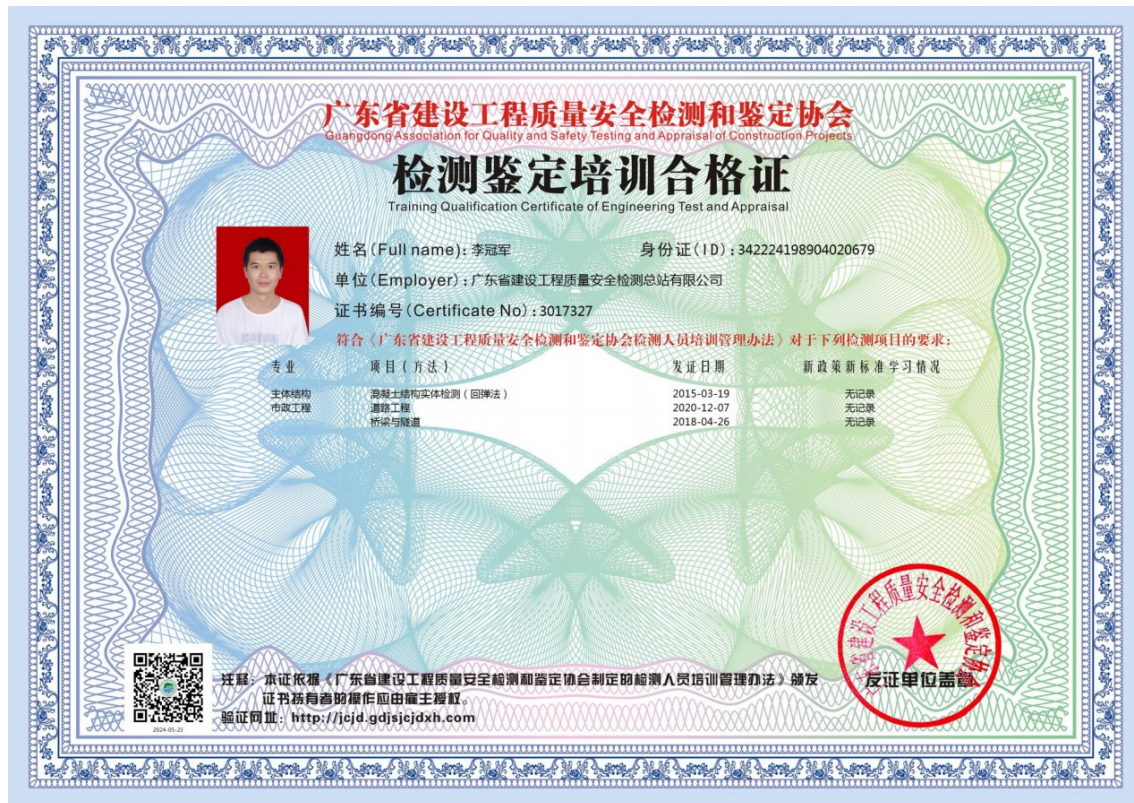 广东省建设工程质量安全检测和鉴定协会
Guangdong Association for Quality and Safety Testing and Appraisal of Construction Projects
检测鉴定培训合格证
Training Qualification Certificate of Engineering Test and Appraisal
姓名(Full name)：李冠军 身份证(ID)：342224198904020679
单位(Employer)：广东省建设工程质量安全检测总站有限公司
证书编号(Certificate No)：3017327
符合《广东省建设工程质量安全检测和鉴定协会检测人员培训管理办法》对于下列检测项目的要求：
专业 项目(方法) 发证日期 新政策新标准学习情况
主体结构 混凝土结构实体检测(回弹法) 2015-03-19 无记录
市政工程 道路工程 2020-12-07 无记录
桥梁与隧道 2018-04-26 无记录
广东省建设工程质量安全检测和鉴定协会
发证单位盖章
注释：本证依据《广东省建设工程质量安全检测和鉴定协会制定的检测人员培训管理办法》颁发
证书持有者的操作应由雇主授权。
验证网址：http://jcjd.gdjsjcjdxh.com
2024-05-23